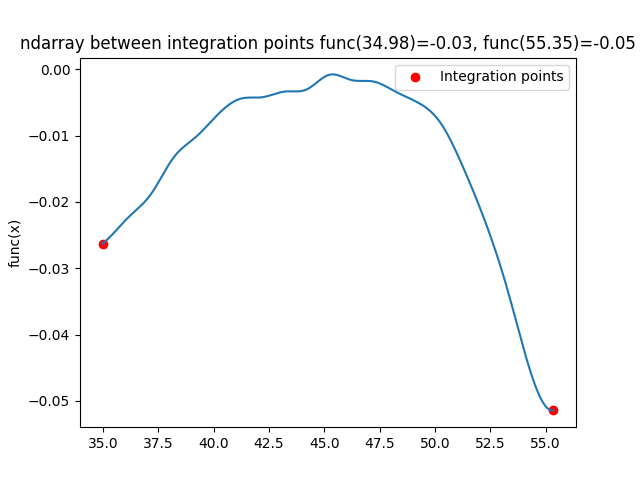 ndarray between integration points func(34.98)=-0.03, func(55.35)=-0.05
Integration points
func(x)
0.00
−0.01
−0.02
−0.03
−0.04
−0.05
35.0 37.5 40.0 42.5 45.0 47.5 50.0 52.5 55.0